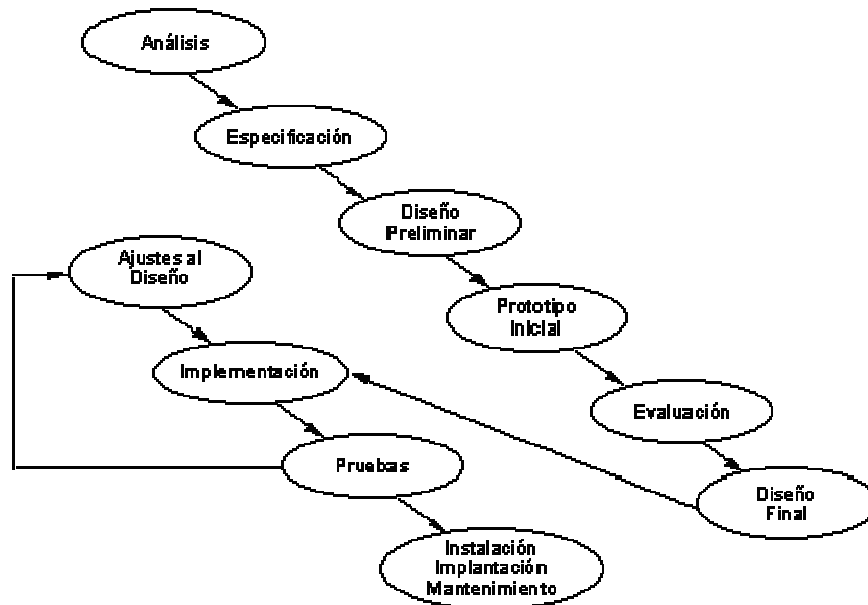 Análisis
Especificación
Diseño
Preliminar
Ajustes al
Diseño
Prototipo
Inicial
Implementación
Evaluación
Pruebas
Diseño
Final
Instalación
Implantación
Mantenimiento